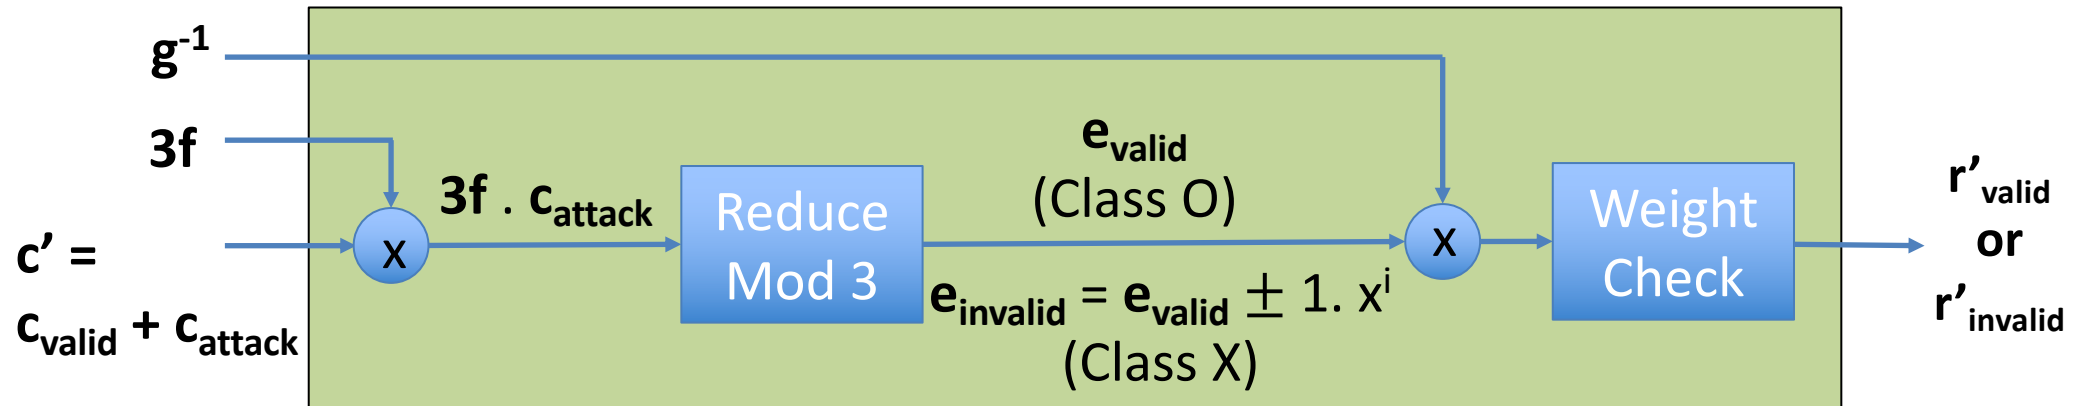 g-1
3f
c’ =
cvalid + cattack
x
3f . cattack
Reduce
Mod 3
evalid
(Class O)
einvalid = evalid ± 1. xi
(Class X)
x
Weight
Check
r’valid
or
r’invalid